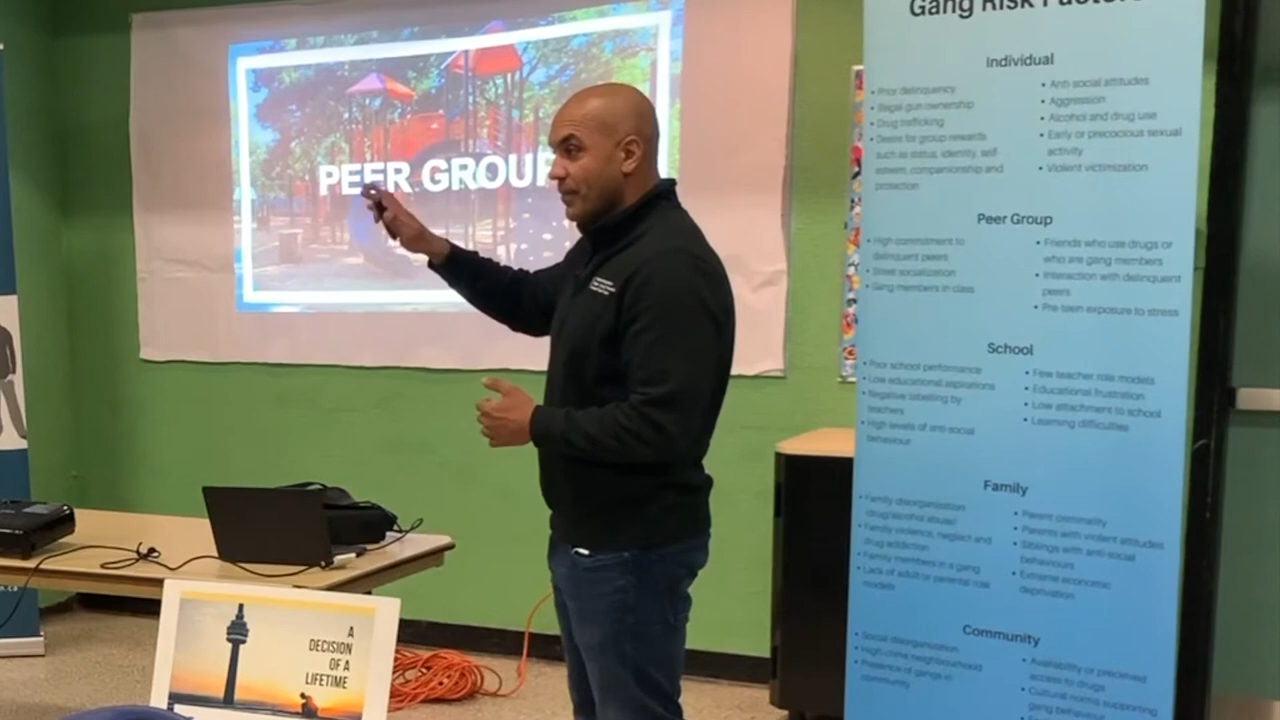 PEER GROUP
Gang Risk Factors
Individual
• Prior delinquency
• Illegal gun ownership
• Drug trafficking
• Desire for group rewards
such as status, identity, self-
esteem, companionship and
protection
• Anti social attitudes
• Aggression
• Alcohol and drug use
• Early or precocious sexual
activity
• Violent victimization
Peer Group
• High commitment to
delinquent peers
• Street socialization
• Gang members in class
• Friends who use drugs or
who are gang members
• Interaction with delinquent
peers
• Pre-teen exposure to stress
School
• Poor school performance
• Low educational aspirations
• Negative labelling by
teachers
• High levels of anti-social
behaviour
• Few teacher role models
• Educational frustration
• Low attachment to school
• Learning difficulties
Family
• Family disorganization
(drug/alcohol abuse)
• Family violence, neglect and
drug addiction
• Family members in a gang
• Lack of adult or parental role
models
• Parent criminality
• Parents with violent attitudes
• Siblings with anti-social
behaviours
• Extreme economic
deprivation
Community
• Social disorganization
• High crime neighbourhood
• Presence of gangs in
community
• Availability or perceived
access to drugs
• Cultural norms supporting
gang behaviour
A
DECISION
OF A
LIFETIME